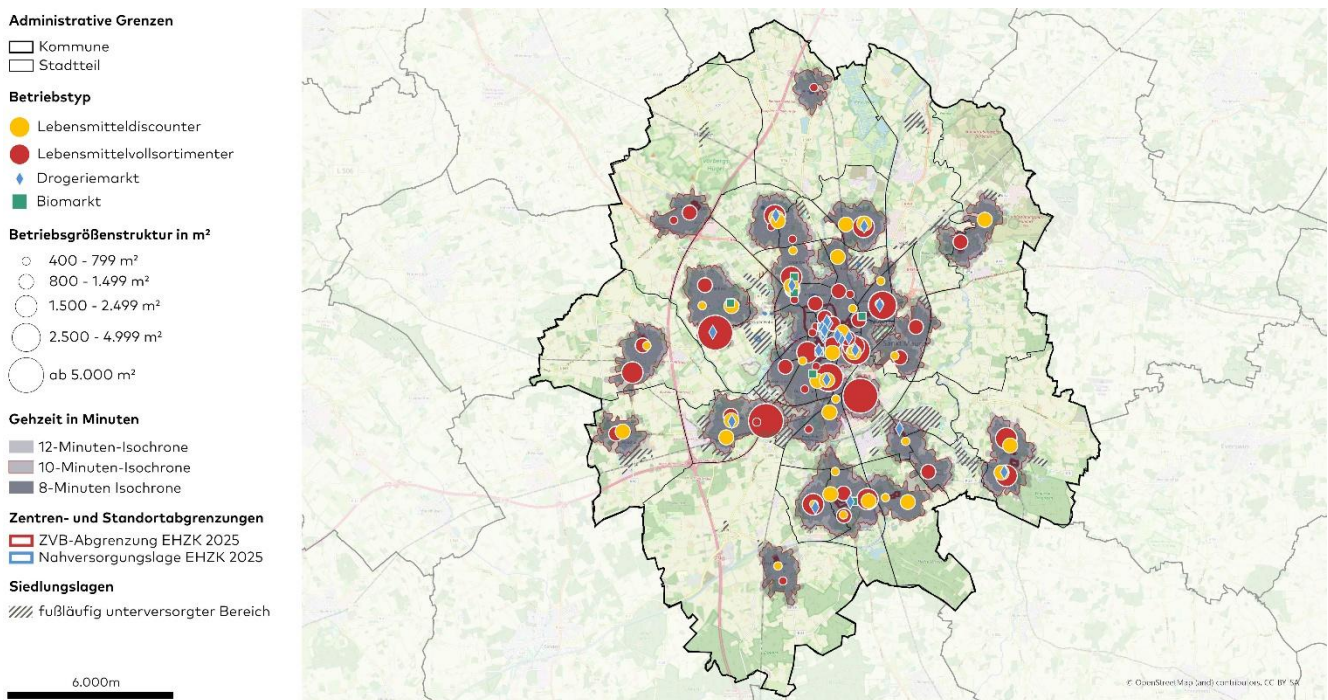 Administrative Grenzen
Kommune
Stadtteil
Betriebstyp
Lebensmitteldiscounter
Lebensmittelvollsortimenter
Drogeriemarkt
Biomarkt
Betriebsgrößenstruktur in m²
400 - 799 m²
800 - 1.499 m²
1.500 - 2.499 m²
2.500 - 4.999 m²
ab 5.000 m²
Gehzeit in Minuten
12-Minuten-Isochrone
10-Minuten-Isochrone
8-Minuten Isochrone
Zentren- und Standortabgrenzungen
ZVB-Abgrenzung EHZK 2025
Nahversorgungslage EHZK 2025
Siedlungslagen
fußläufig unterversorgter Bereich
6.000m
© OpenStreetMap (and) contributors, CC BY SA